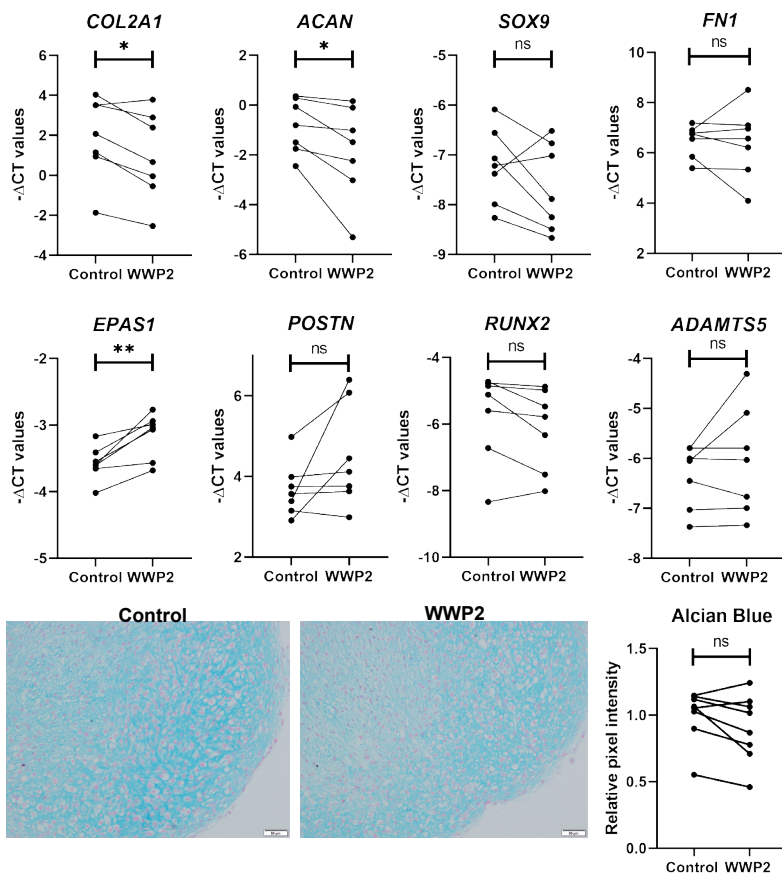 COL2A1
*
-ΔCT values
6
4
2
0
-2
-4
Control WWP2
ACAN
*
-ΔCT values
2
0
-2
-4
-6
Control WWP2
SOX9
ns
-ΔCT values
-5
-6
-7
-8
-9
Control WWP2
FN1
ns
-ΔCT values
10
8
6
4
2
Control WWP2
EPAS1
**
-ΔCT values
-2
-3
-4
-5
Control WWP2
POSTN
ns
-ΔCT values
6
4
2
Control WWP2
RUNX2
ns
-ΔCT values
-4
-6
-8
-10
Control WWP2
ADAMTS5
ns
-ΔCT values
-4
-5
-6
-7
-8
Control WWP2
Control
WWP2
Alcian Blue
ns
Relative pixel intensity
1.5
1.0
0.5
0.0
Control WWP2